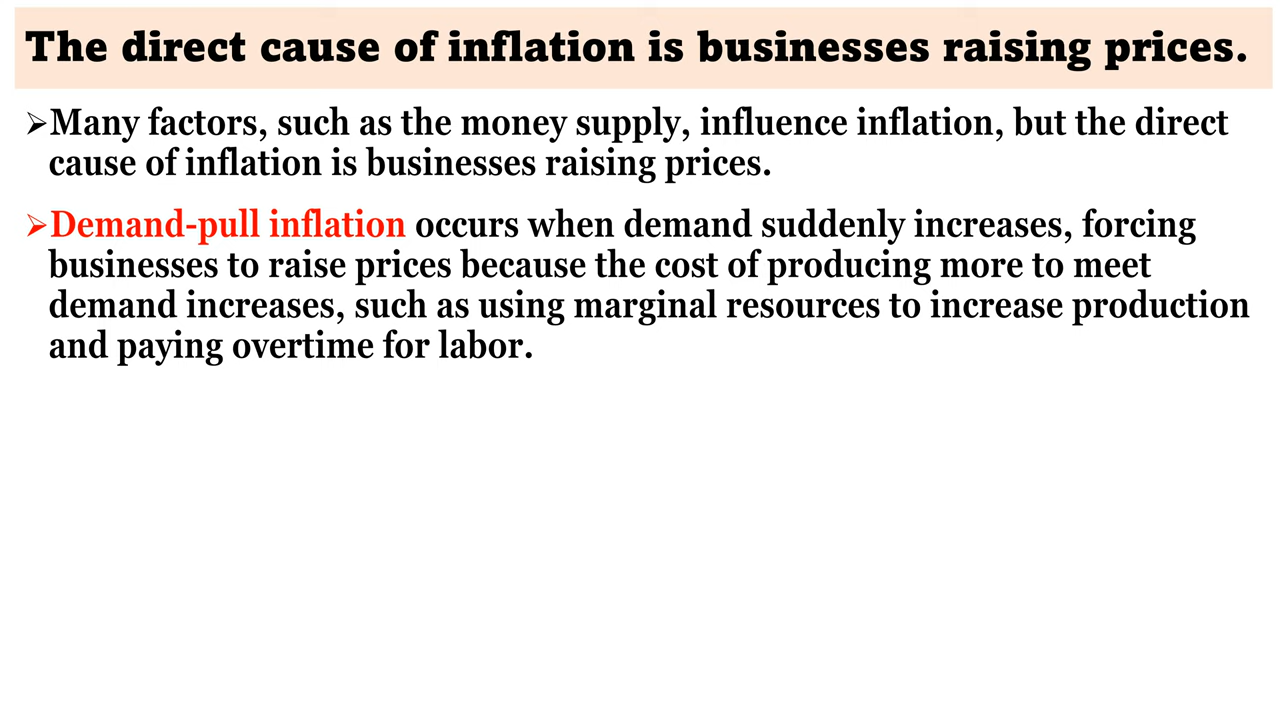 The direct cause of inflation is businesses raising prices.
➢Many factors, such as the money supply, influence inflation, but the direct
cause of inflation is businesses raising prices.
➢Demand-pull inflation occurs when demand suddenly increases, forcing
businesses to raise prices because the cost of producing more to meet
demand increases, such as using marginal resources to increase production
and paying overtime for labor.